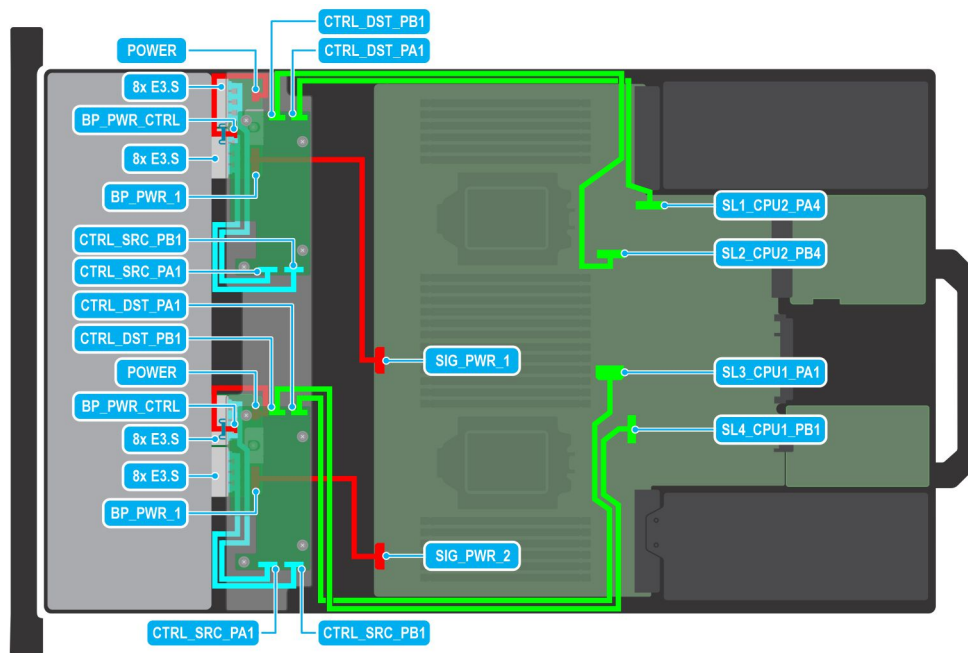 CTRL_DST_PB1
POWER
CTRL_DST_PA1
8x E3.S
BP_PWR_CTRL
8x E3.S
BP_PWR_1
CTRL_SRC_PB1
CTRL_SRC_PA1
CTRL_DST_PA1
CTRL_DST_PB1
POWER
BP_PWR_CTRL
8x E3.S
8x E3.S
BP_PWR_1
CTRL_SRC_PA1
CTRL_SRC_PB1
SIG_PWR_1
SIG_PWR_2
SL1_CPU2_PA4
SL2_CPU2_PB4
SL3_CPU1_PA1
SL4_CPU1_PB1